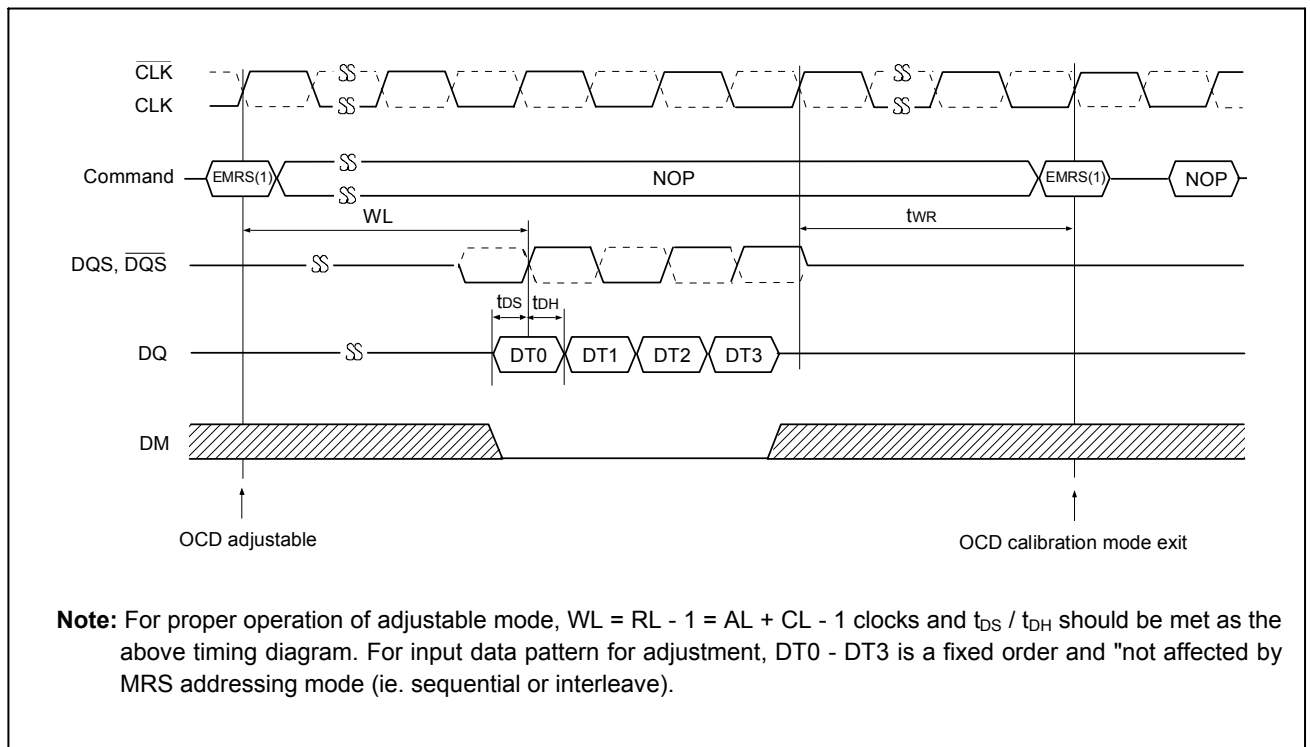 CLK
CLK
Command EMRS(1) NOP EMRS(1) NOP
WL tWR
DQS, DQS
tDS tDH
DQ DT0 DT1 DT2 DT3
DM
OCD adjustable OCD calibration mode exit
Note: For proper operation of adjustable mode, WL = RL - 1 = AL + CL - 1 clocks and tDS / tDH should be met as the
above timing diagram. For input data pattern for adjustment, DT0 - DT3 is a fixed order and "not affected by
MRS addressing mode (ie. sequential or interleave).